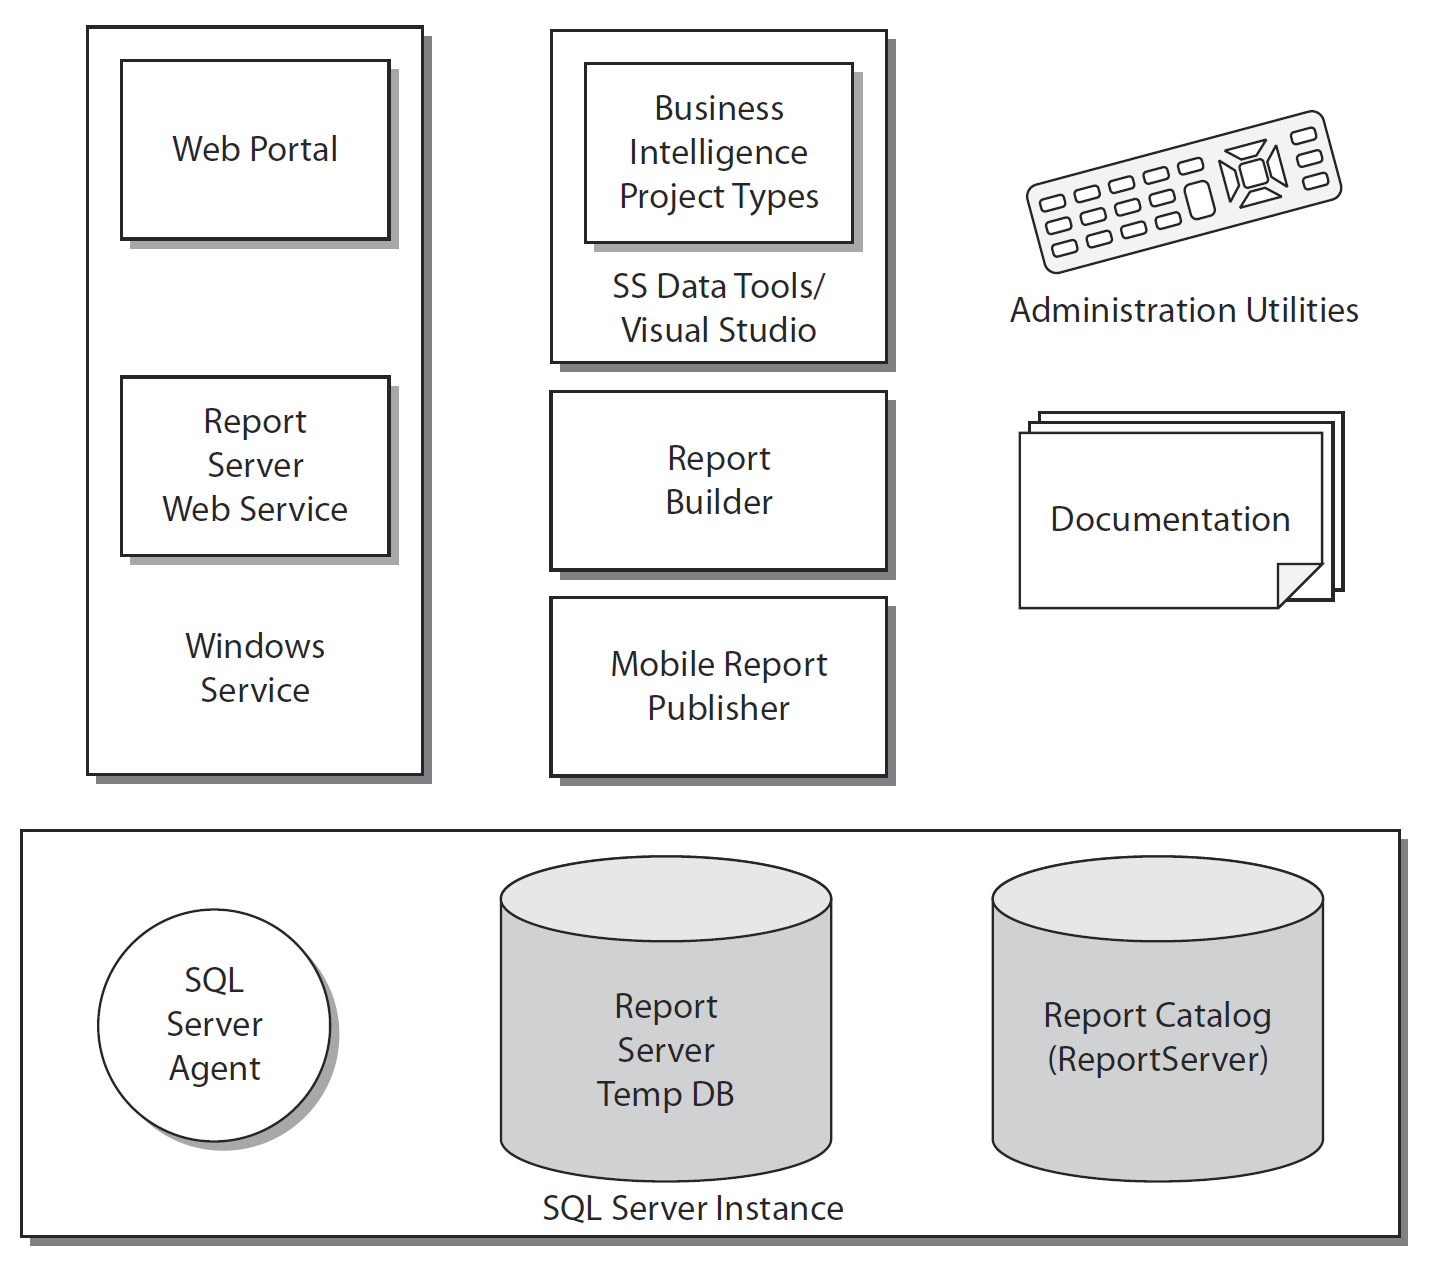 Web Portal
Report
Server
Web Service
Windows
Service
Business
Intelligence
Project Types
SS Data Tools/
Visual Studio
Report
Builder
Mobile Report
Publisher
Administration Utilities
Documentation
SQL
Server
Agent
Report
Server
Temp DB
Report Catalog
(ReportServer)
SQL Server Instance